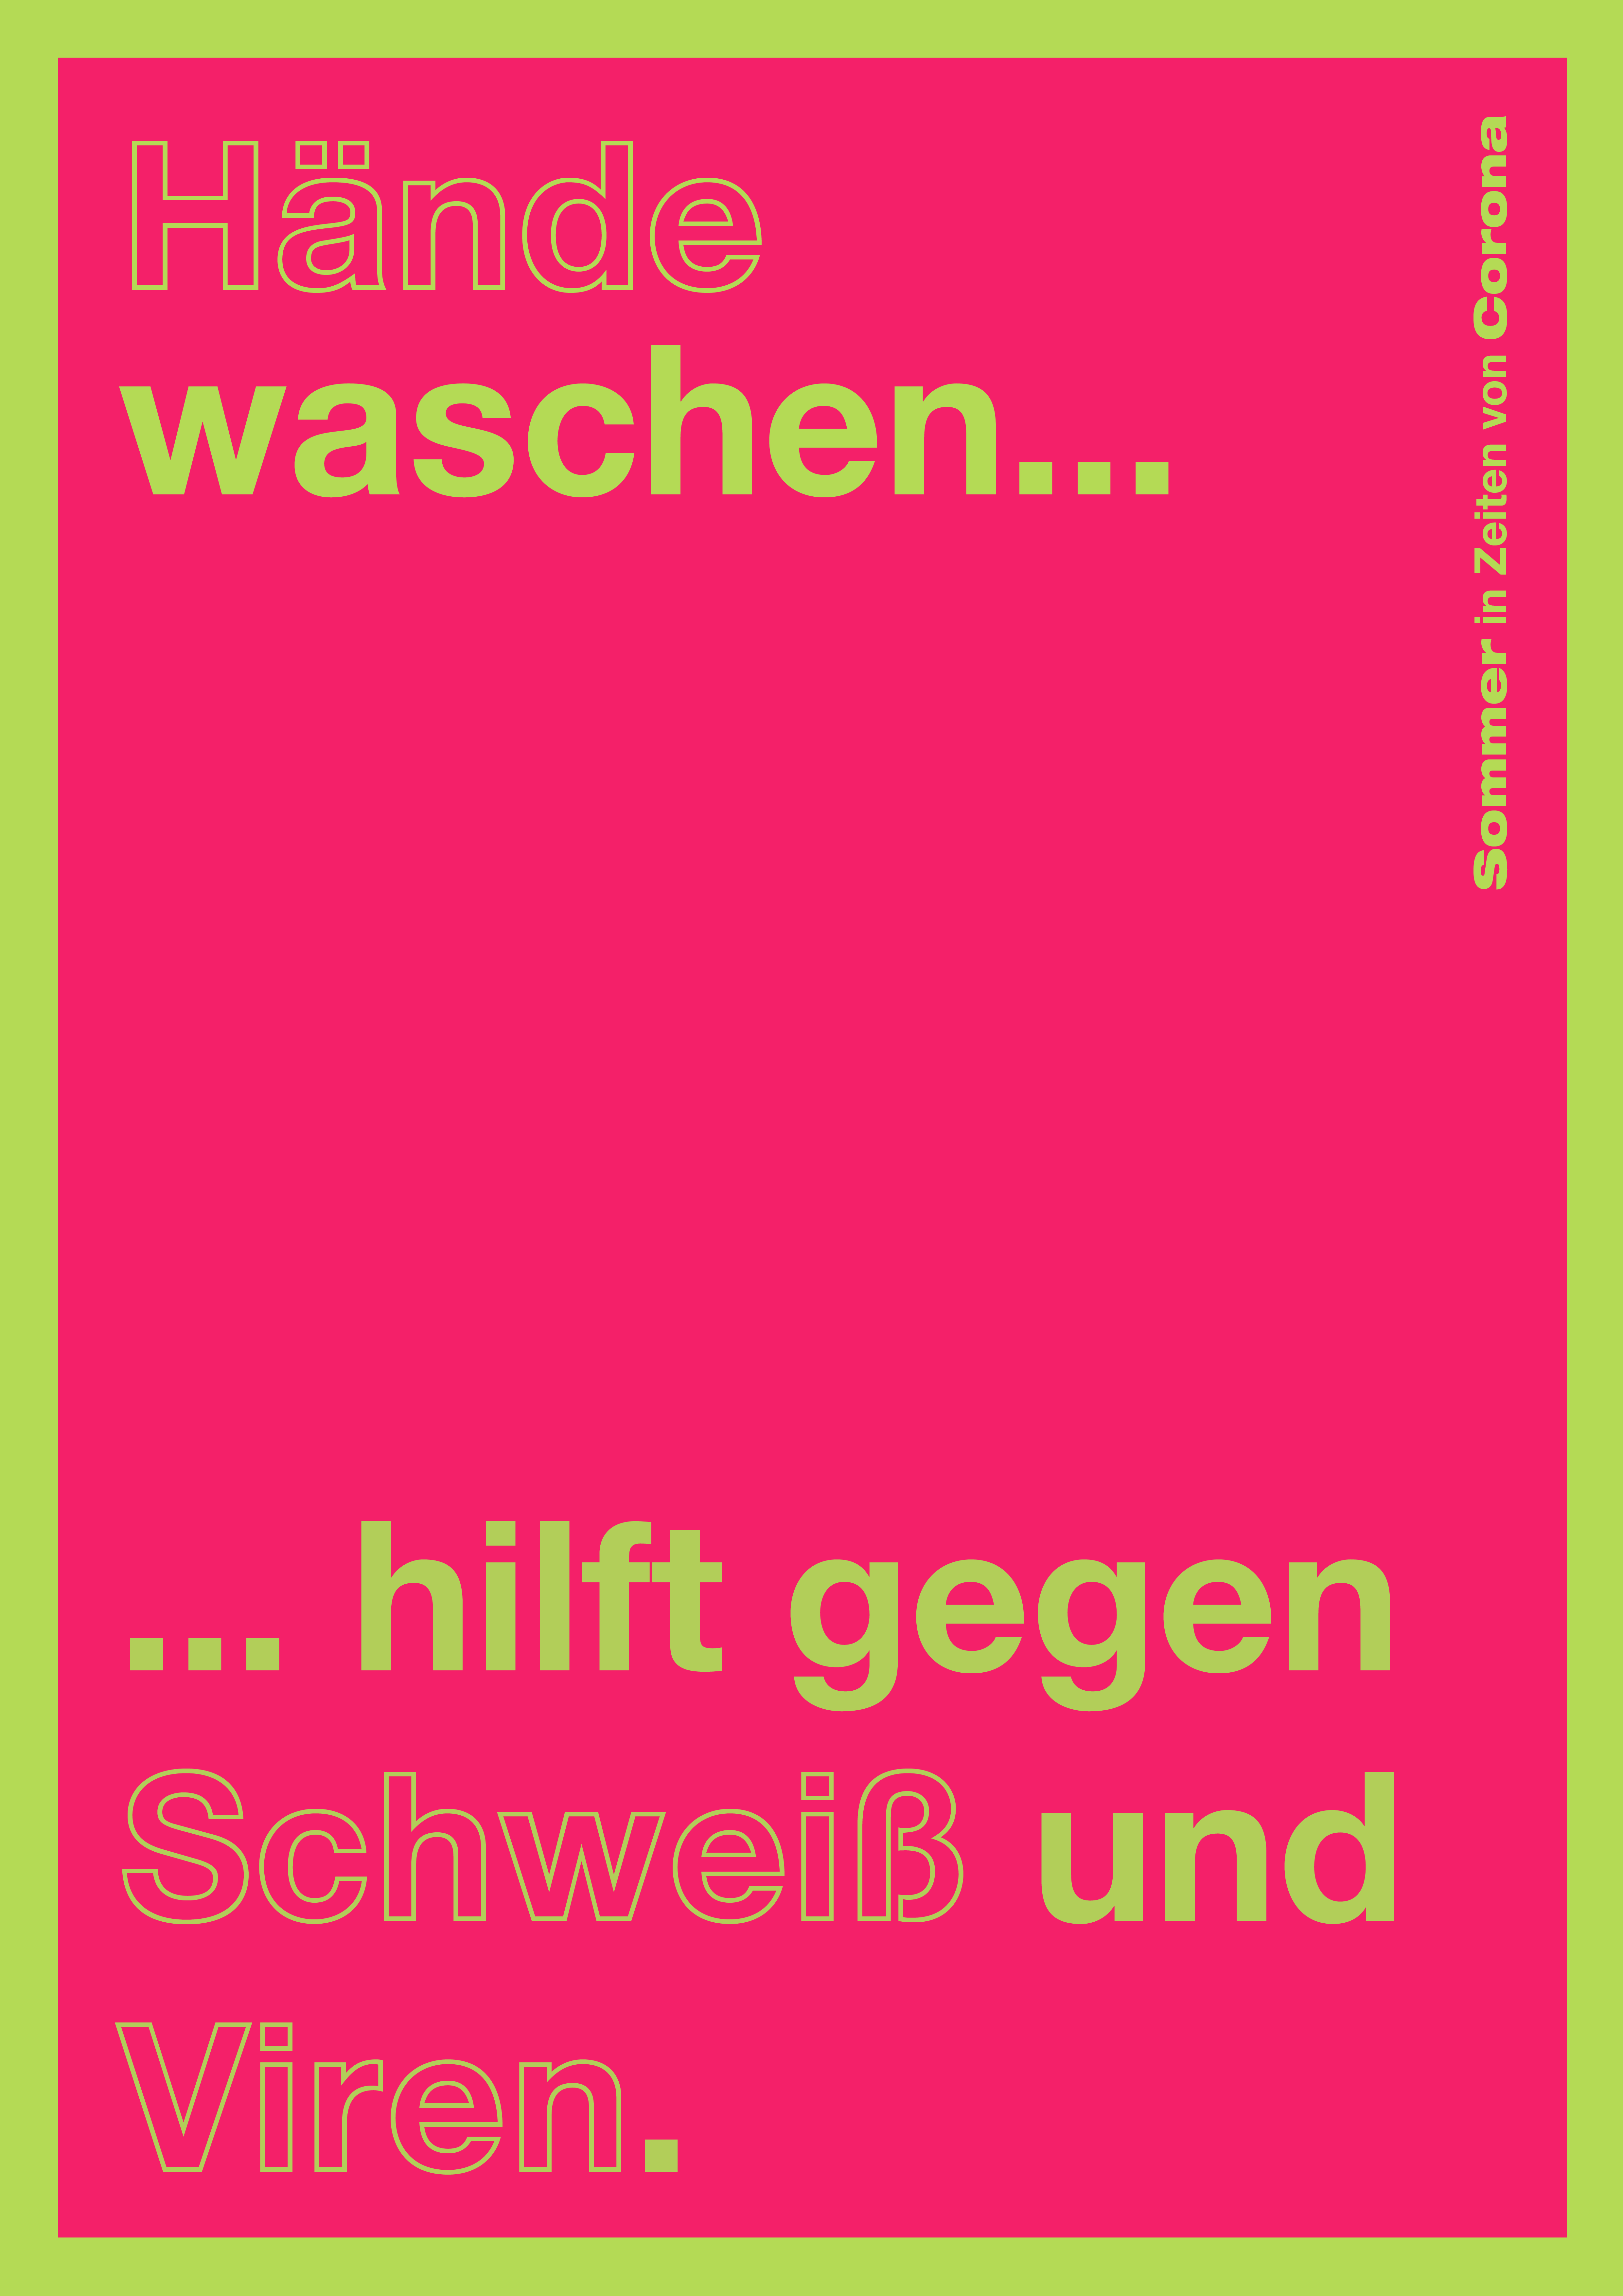 Hände
waschen...
Sommer in Zeiten von Corona
... hilft gegen
Schweiß und
Viren.